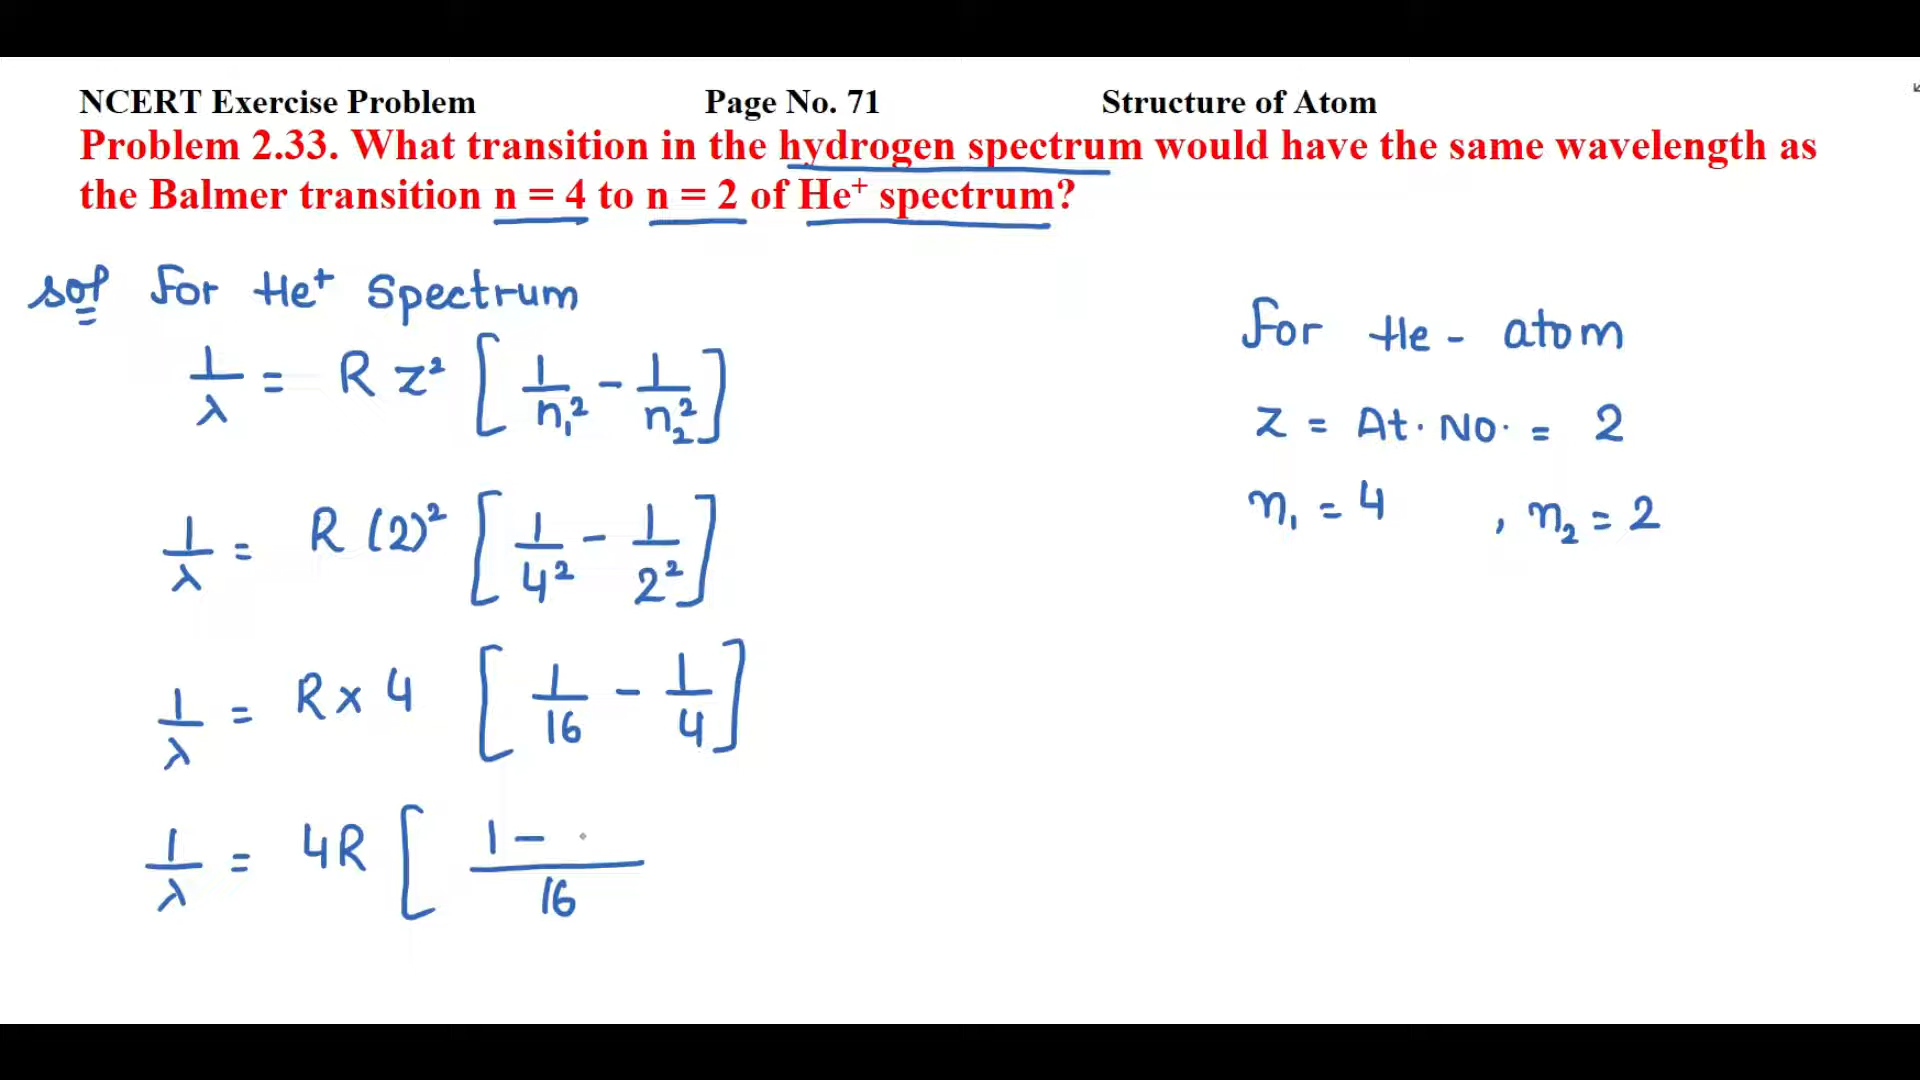 NCERT Exercise Problem Page No. 71 Structure of Atom
Problem 2.33. What transition in the hydrogen spectrum would have the same wavelength as
the Balmer transition n = 4 to n = 2 of He⁺ spectrum?
Sol For He⁺ Spectrum
1/λ = R z² [ 1/n₁² - 1/n₂² ]
1/λ = R (2)² [ 1/4² - 1/2² ]
1/λ = R x 4 [ 1/16 - 1/4 ]
1/λ = 4R [ 1 - / 16
For He - atom
Z = At. No. = 2
n₁ = 4 , n₂ = 2